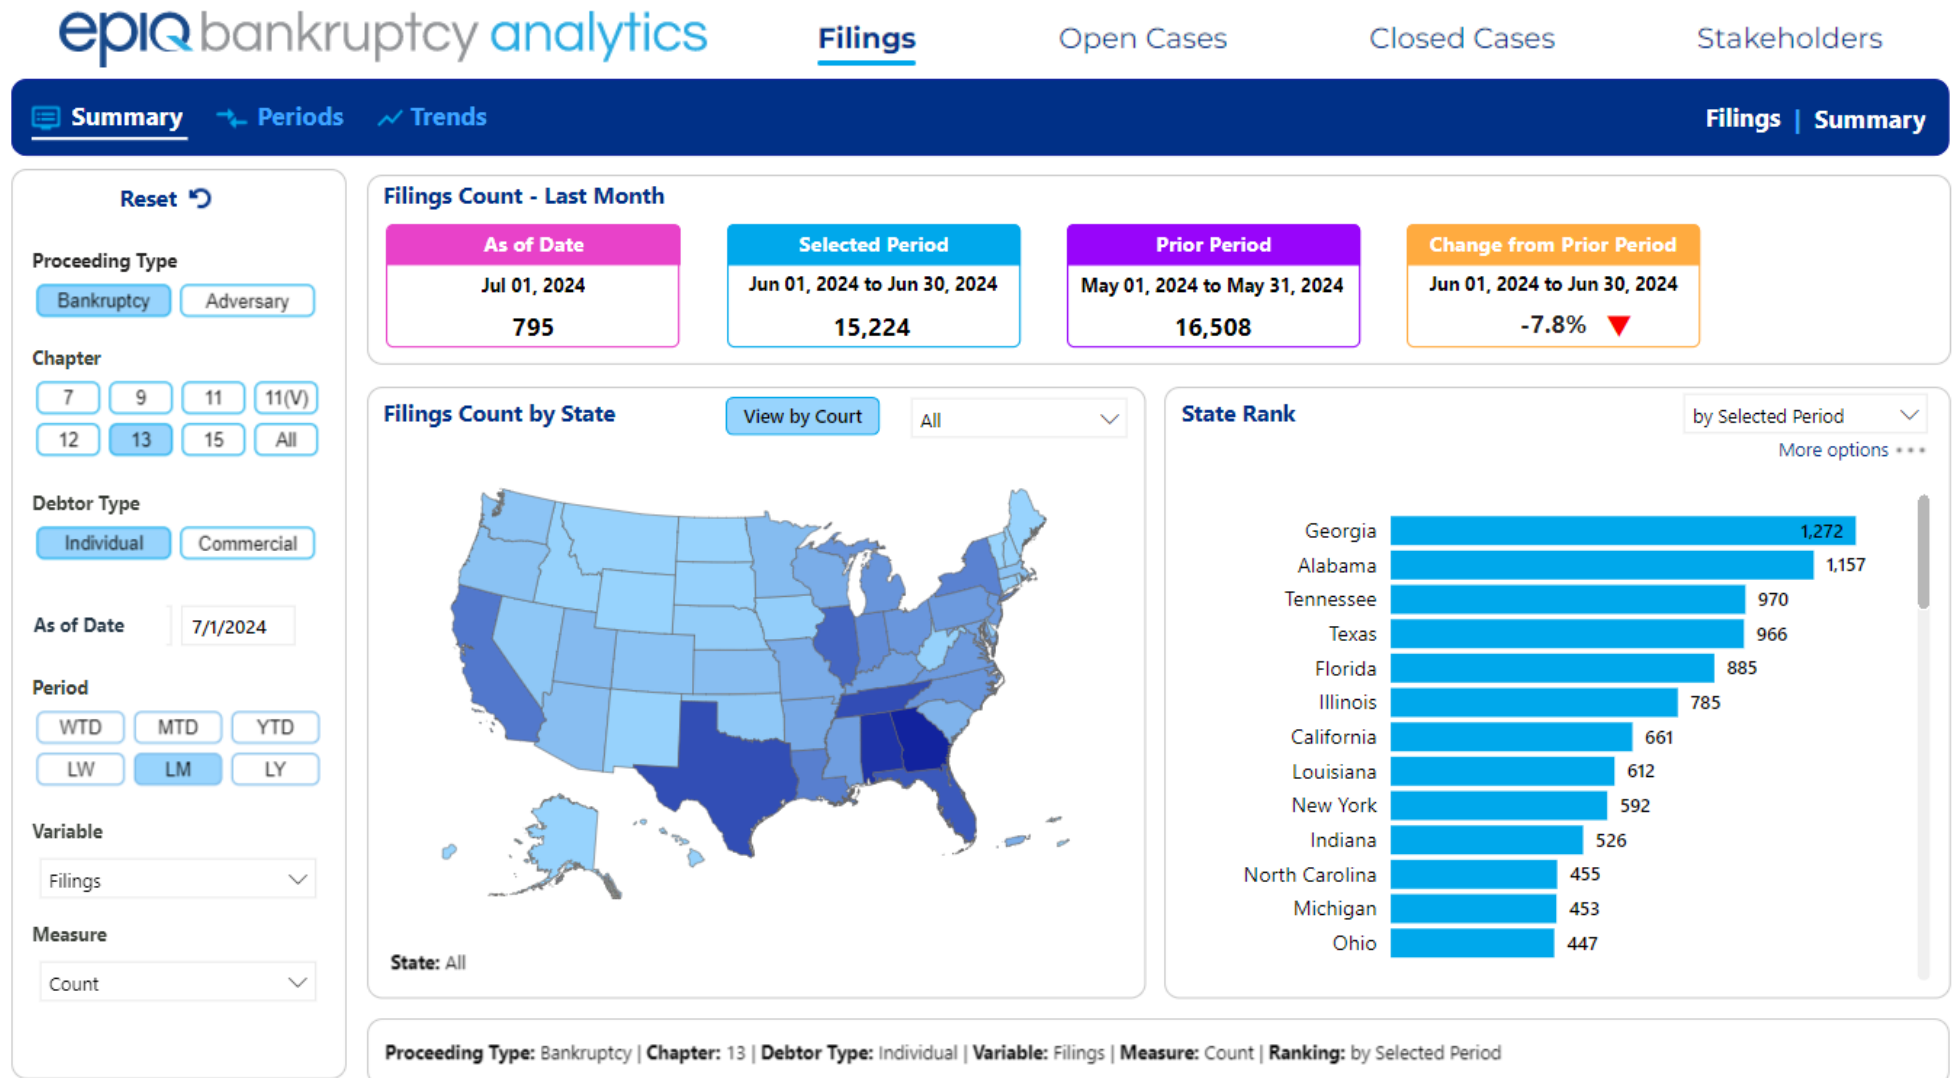 epiq bankruptcy analytics
Filings
Open Cases
Closed Cases
Stakeholders
Summary
Periods
Trends
Filings | Summary
Reset
Proceeding Type
Bankruptcy
Adversary
Chapter
7
9
11
11(V)
12
13
15
All
Debtor Type
Individual
Commercial
As of Date
7/1/2024
Period
WTD
MTD
YTD
LW
LM
LY
Variable
Filings
Measure
Count
Filings Count - Last Month
As of Date
Jul 01, 2024
795
Selected Period
Jun 01, 2024 to Jun 30, 2024
15,224
Prior Period
May 01, 2024 to May 31, 2024
16,508
Change from Prior Period
Jun 01, 2024 to Jun 30, 2024
-7.8%
Filings Count by State
View by Court
All
State: All
State Rank
by Selected Period
More options
Georgia 1,272
Alabama 1,157
Tennessee 970
Texas 966
Florida 885
Illinois 785
California 661
Louisiana 612
New York 592
Indiana 526
North Carolina 455
Michigan 453
Ohio 447
Proceeding Type: Bankruptcy | Chapter: 13 | Debtor Type: Individual | Variable: Filings | Measure: Count | Ranking: by Selected Period